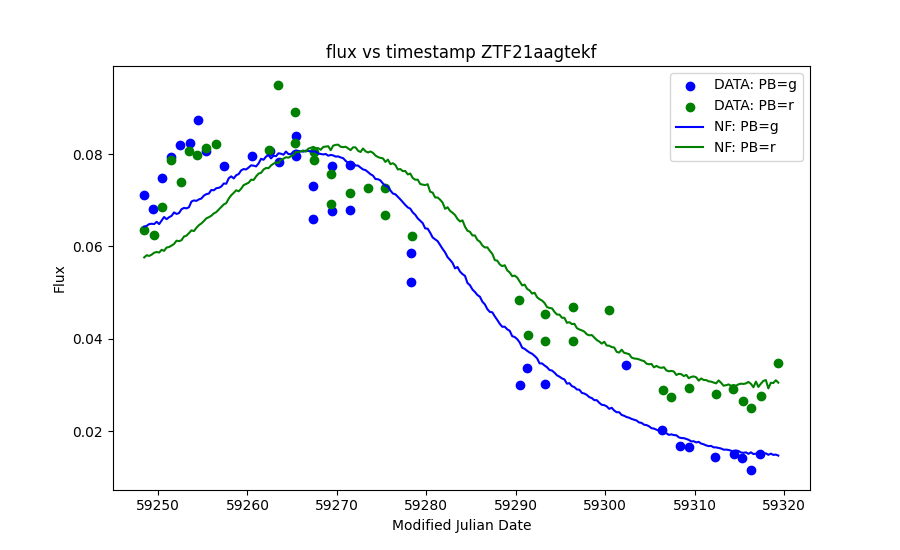 flux vs timestamp ZTF21aagtekf
DATA: PB=g
DATA: PB=r
NF: PB=g
NF: PB=r
0.08
0.06
0.04
0.02
Flux
59250 59260 59270 59280 59290 59300 59310 59320
Modified Julian Date